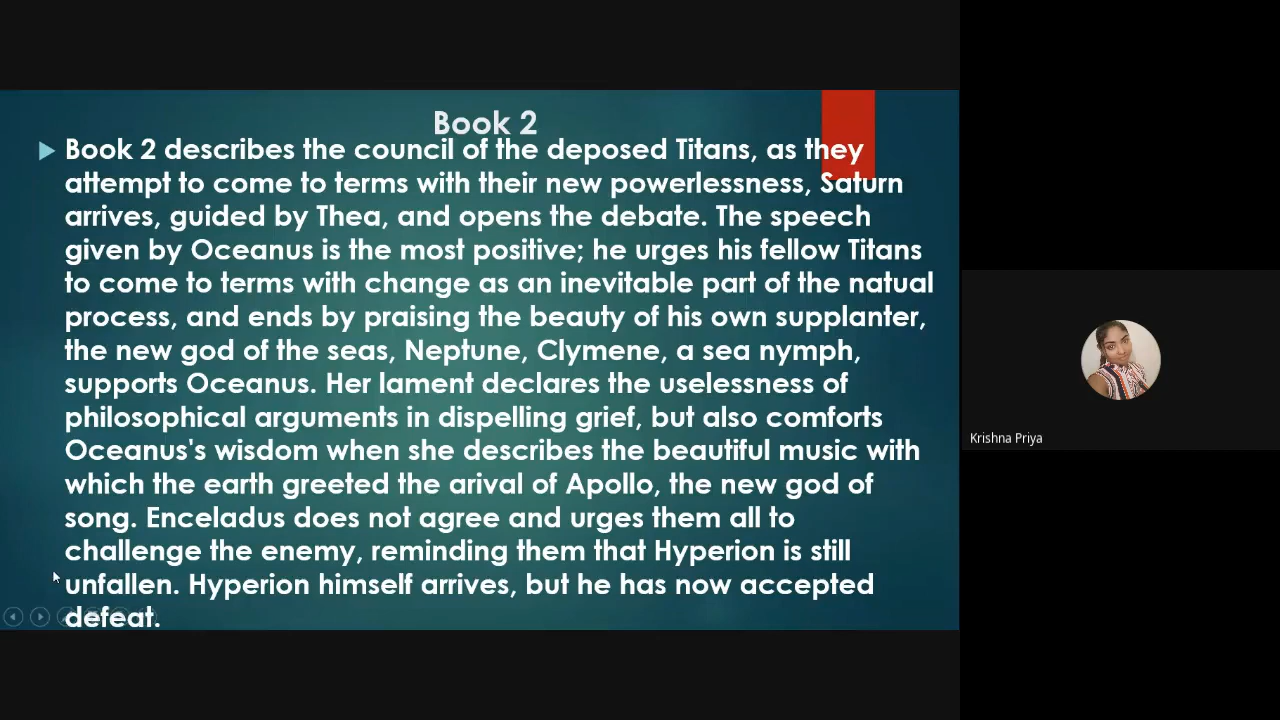 Book 2
Book 2 describes the council of the deposed Titans, as they
attempt to come to terms with their new powerlessness, Saturn
arrives, guided by Thea, and opens the debate. The speech
given by Oceanus is the most positive; he urges his fellow Titans
to come to terms with change as an inevitable part of the natual
process, and ends by praising the beauty of his own supplanter,
the new god of the seas, Neptune, Clymene, a sea nymph,
supports Oceanus. Her lament declares the uselessness of
philosophical arguments in dispelling grief, but also comforts
Oceanus's wisdom when she describes the beautiful music with
which the earth greeted the arival of Apollo, the new god of
song. Enceladus does not agree and urges them all to
challenge the enemy, reminding them that Hyperion is still
unfallen. Hyperion himself arrives, but he has now accepted
defeat.
Krishna Priya